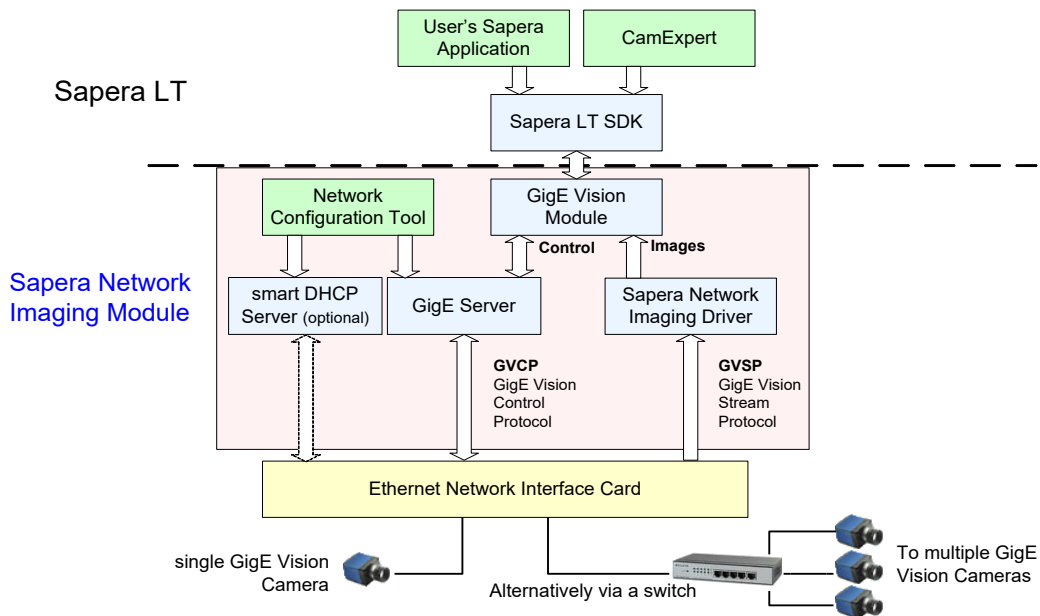 User's Sapera
Application
CamExpert
Sapera LT
Sapera LT SDK
Network
Configuration Tool
GigE Vision
Module
Control
Images
Sapera Network
Imaging Module
smart DHCP
Server (optional)
GigE Server
Sapera Network
Imaging Driver
GVCP
GigE Vision
Control
Protocol
GVSP
GigE Vision
Stream
Protocol
Ethernet Network Interface Card
single GigE Vision
Camera
Alternatively via a switch
To multiple GigE
Vision Cameras